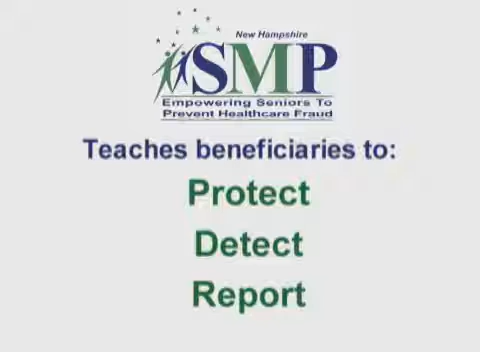 New Hampshire
SMP
Empowering Seniors To
Prevent Healthcare Fraud
Teaches beneficiaries to:
Protect
Detect
Report